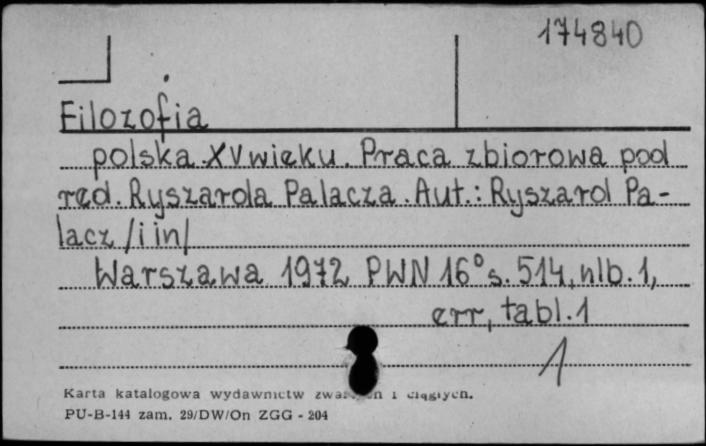 174840
Filozofia
polska XV wieku. Praca zbiorowa pod
red. Ryszarda Palacza. Aut.: Ryszard Pa-
lacz /i in/
Warszawa 1972 PWN 16° s. 514, nlb. 1,
err, tabl. 1
1
Karta katalogowa wydawnictw i ciągłych.
PU-B-144 zam. 29/DW/On ZGG - 204